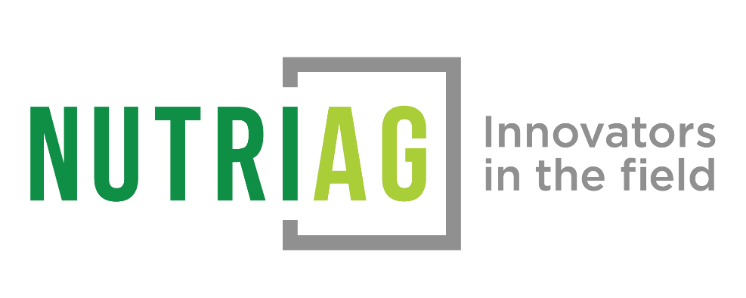 NUTRIAG
Innovators
in the field